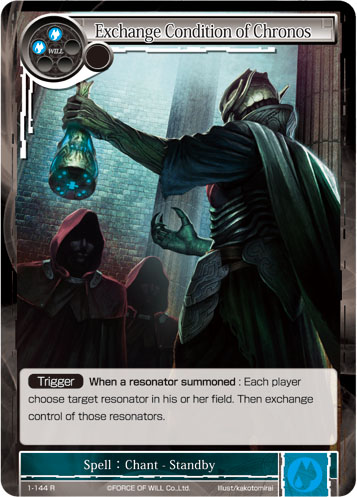 Exchange Condition of Chronos
WILL
Trigger When a resonator summoned : Each player
choose target resonator in his or her field. Then exchange
control of those resonators.
Spell : Chant - Standby
1-144 R ©FORCE OF WILL Co.,Ltd. Illust/kakotomirai